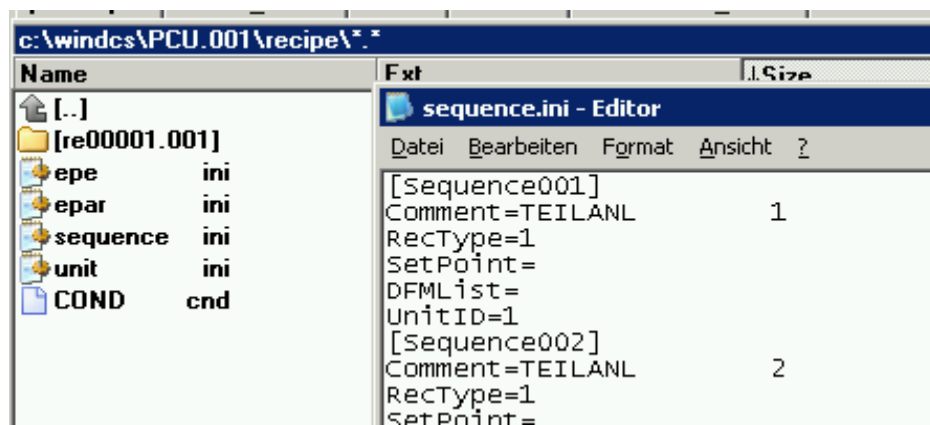 c:\windcs\PCU.001\recipe\*.*
Name Ext Size
[..]
[re00001.001]
epe ini
epar ini
sequence ini
unit ini
COND cnd
sequence.ini - Editor
Datei Bearbeiten Format Ansicht ?
[Sequence001]
Comment=TEILANL 1
RecType=1
SetPoint=
DFMList=
UnitID=1
[Sequence002]
Comment=TEILANL 2
RecType=1
SetPoint=